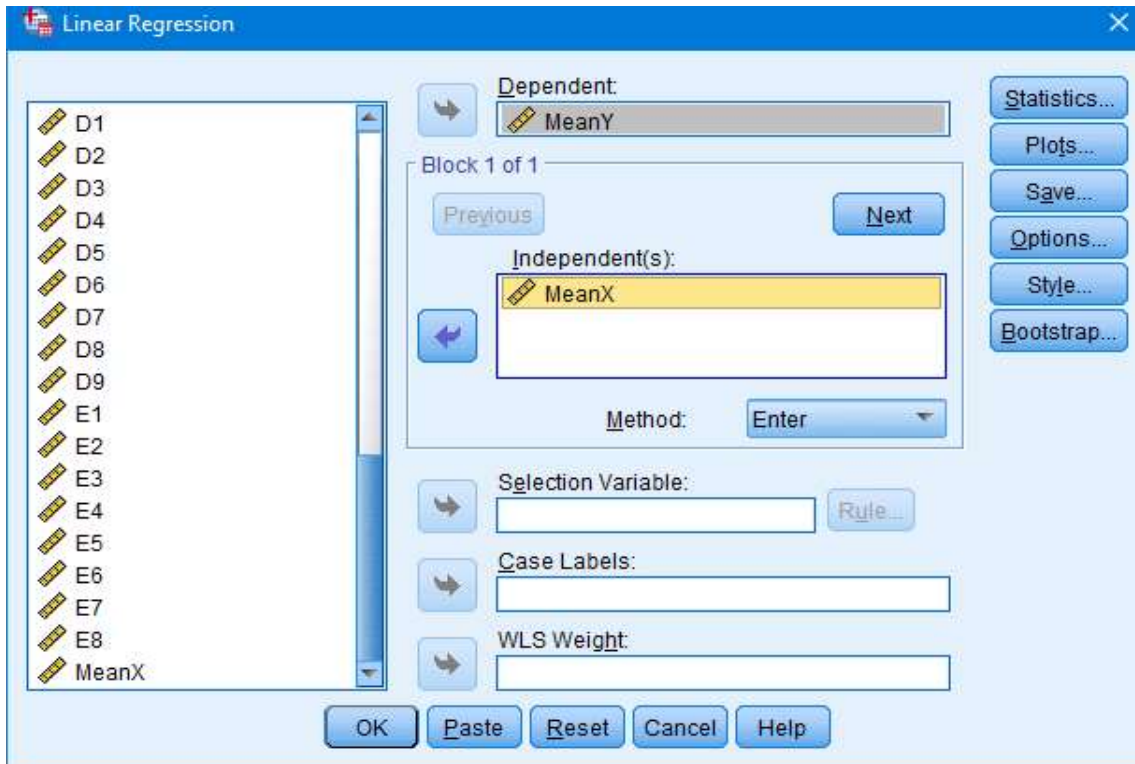 Linear Regression
D1
D2
D3
D4
D5
D6
D7
D8
D9
E1
E2
E3
E4
E5
E6
E7
E8
MeanX
Dependent:
MeanY
Block 1 of 1
Previous
Next
Independent(s):
MeanX
Method:
Enter
Selection Variable:
Rule...
Case Labels:
WLS Weight:
Statistics...
Plots...
Save...
Options...
Style...
Bootstrap...
OK
Paste
Reset
Cancel
Help